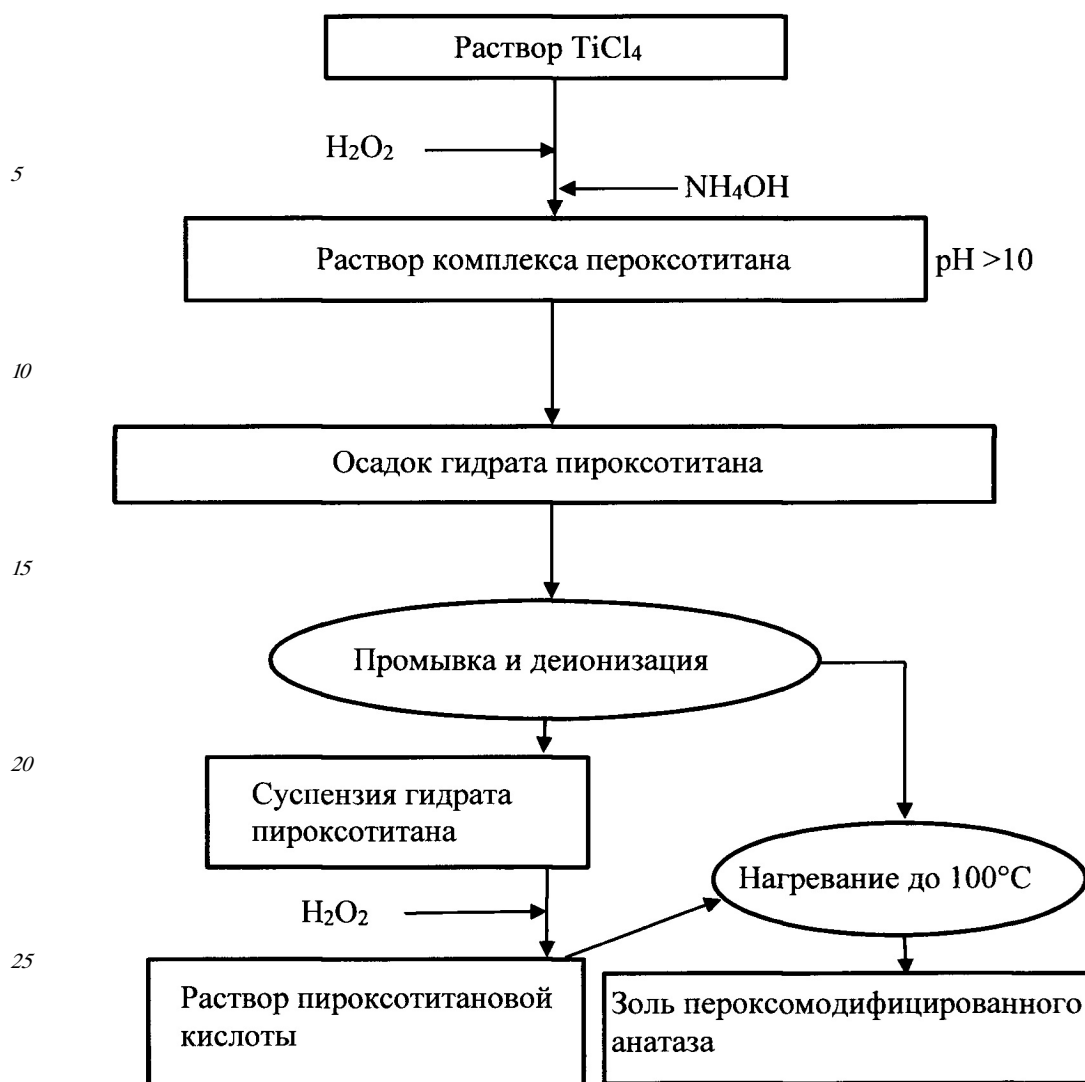 Раствор TiCl₄
H₂O₂
5
NH₄OH
Раствор комплекса пероксотитана
pH >10
10
Осадок гидрата пироксотитана
15
Промывка и деионизация
20
Суспензия гидрата
пироксотитана
Нагревание до 100°C
H₂O₂
25
Раствор пироксотитановой
кислоты
Золь пероксомодифицированного
анатаза